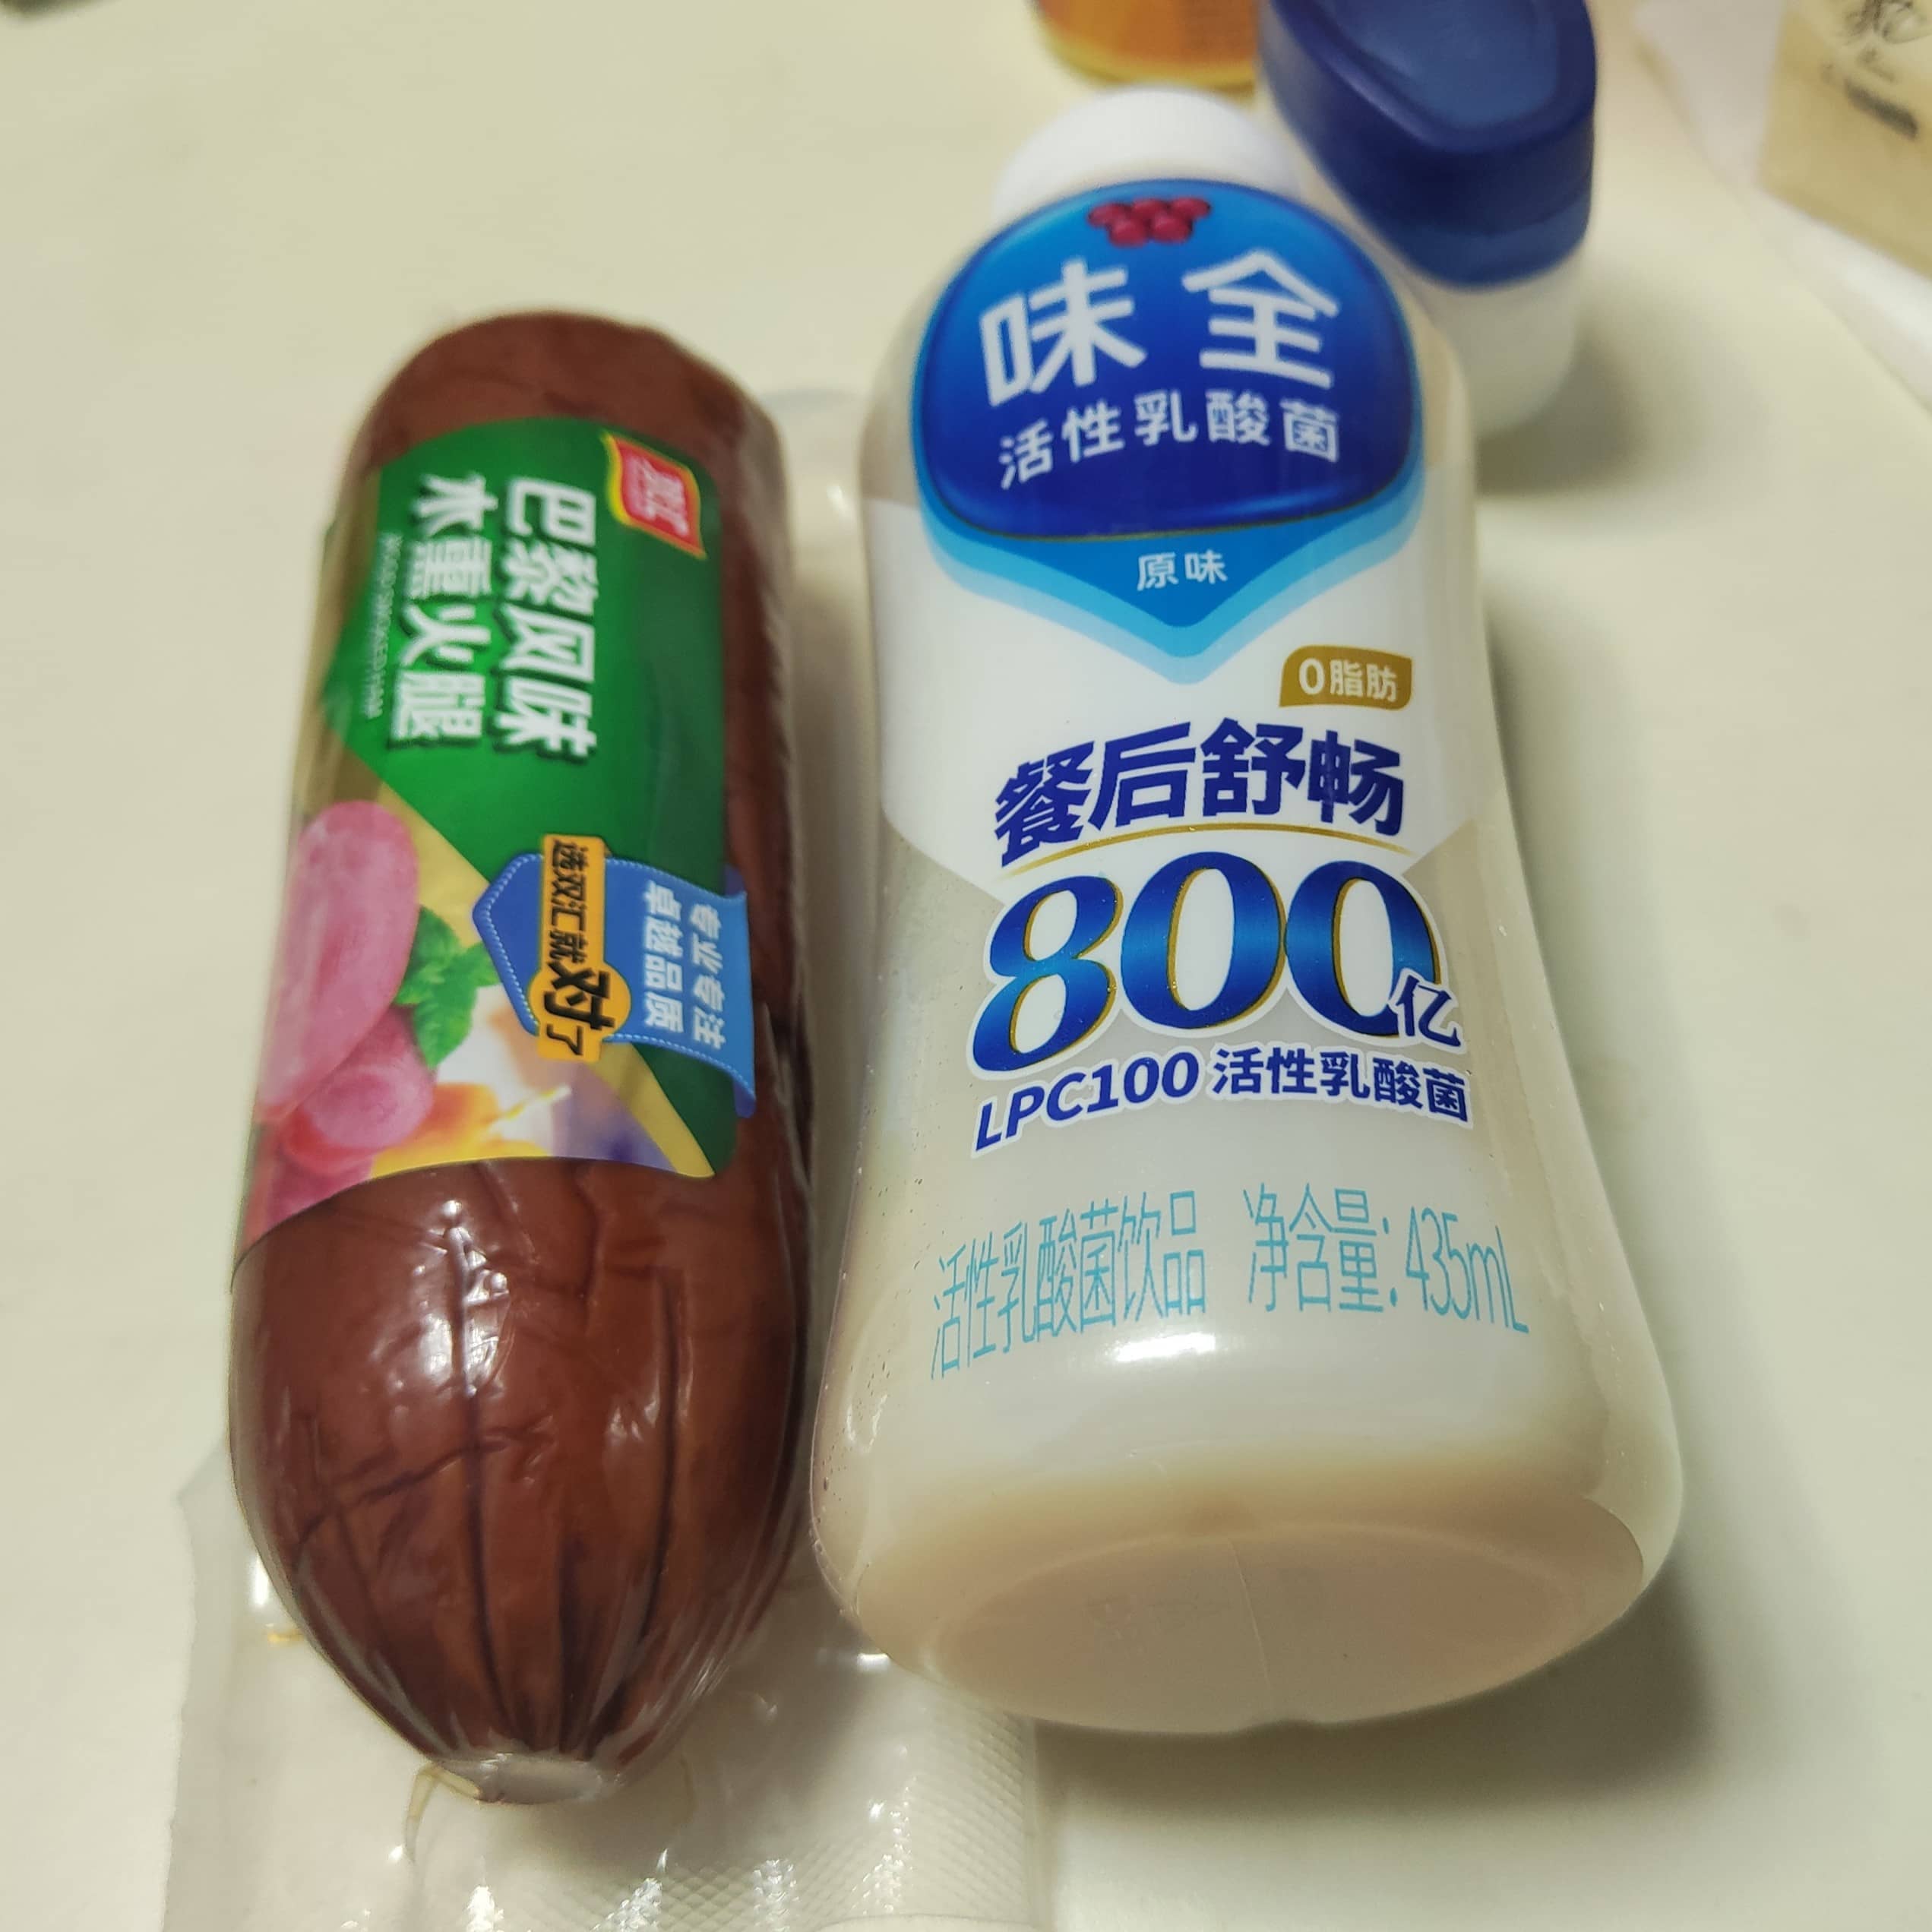 双汇
巴黎风味
木熏火腿
专业专注
卓越品质
选双汇就对了
味全
活性乳酸菌
原味
0脂肪
餐后舒畅
800亿
LPC100 活性乳酸菌
活性乳酸菌饮品 净含量:435mL